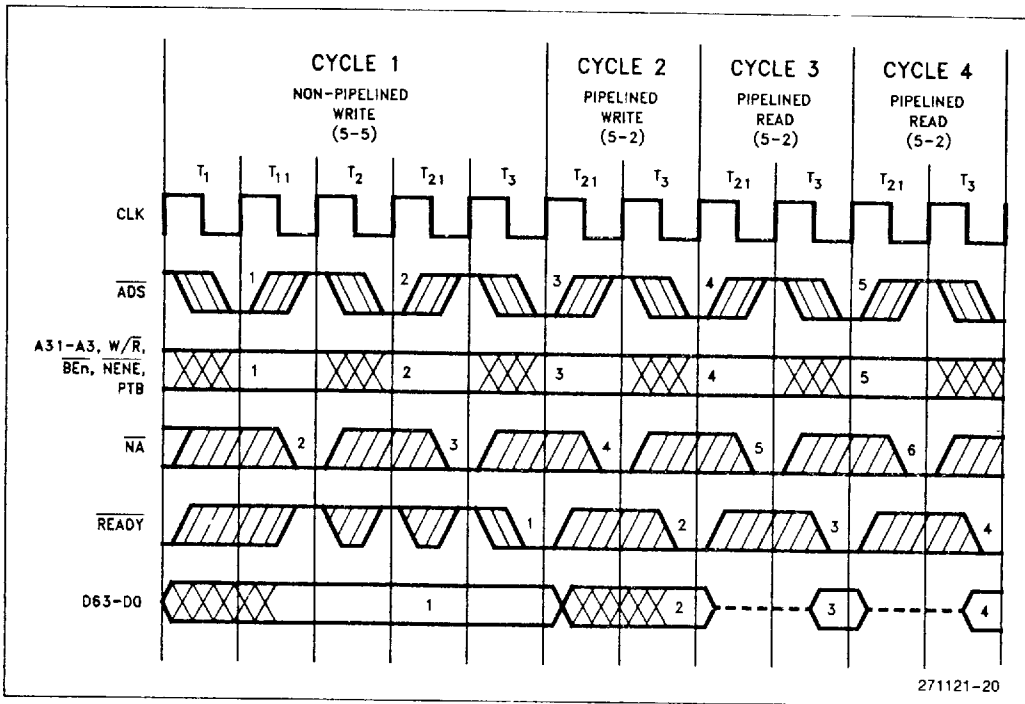 CYCLE 1
NON-PIPELINED
WRITE
(5-5)
CYCLE 2
PIPELINED
WRITE
(5-2)
CYCLE 3
PIPELINED
READ
(5-2)
CYCLE 4
PIPELINED
READ
(5-2)
T1 T11 T2 T21 T3 T21 T3 T21 T3 T21 T3
CLK
ADS 1 2 3 4 5
A31-A3, W/R,
BEn, NENE,
PTB
1 2 3 4 5
NA 2 3 4 5 6
READY 1 2 3 4
D63-D0 1 2 3 4
271121-20